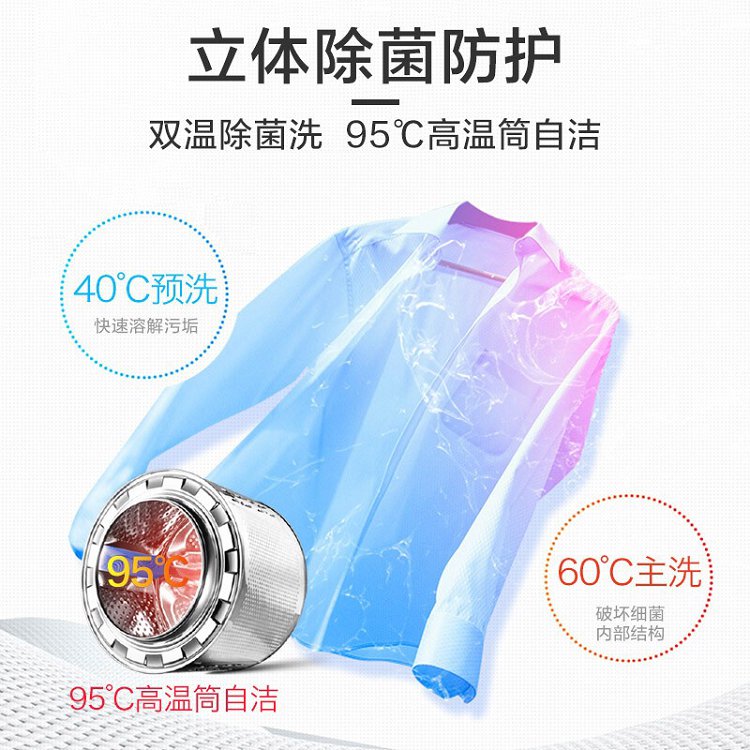 立体除菌防护
双温除菌洗 95℃高温筒自洁
40℃预洗
快速溶解污垢
95℃
60℃主洗
破坏细菌
内部结构
95℃高温筒自洁